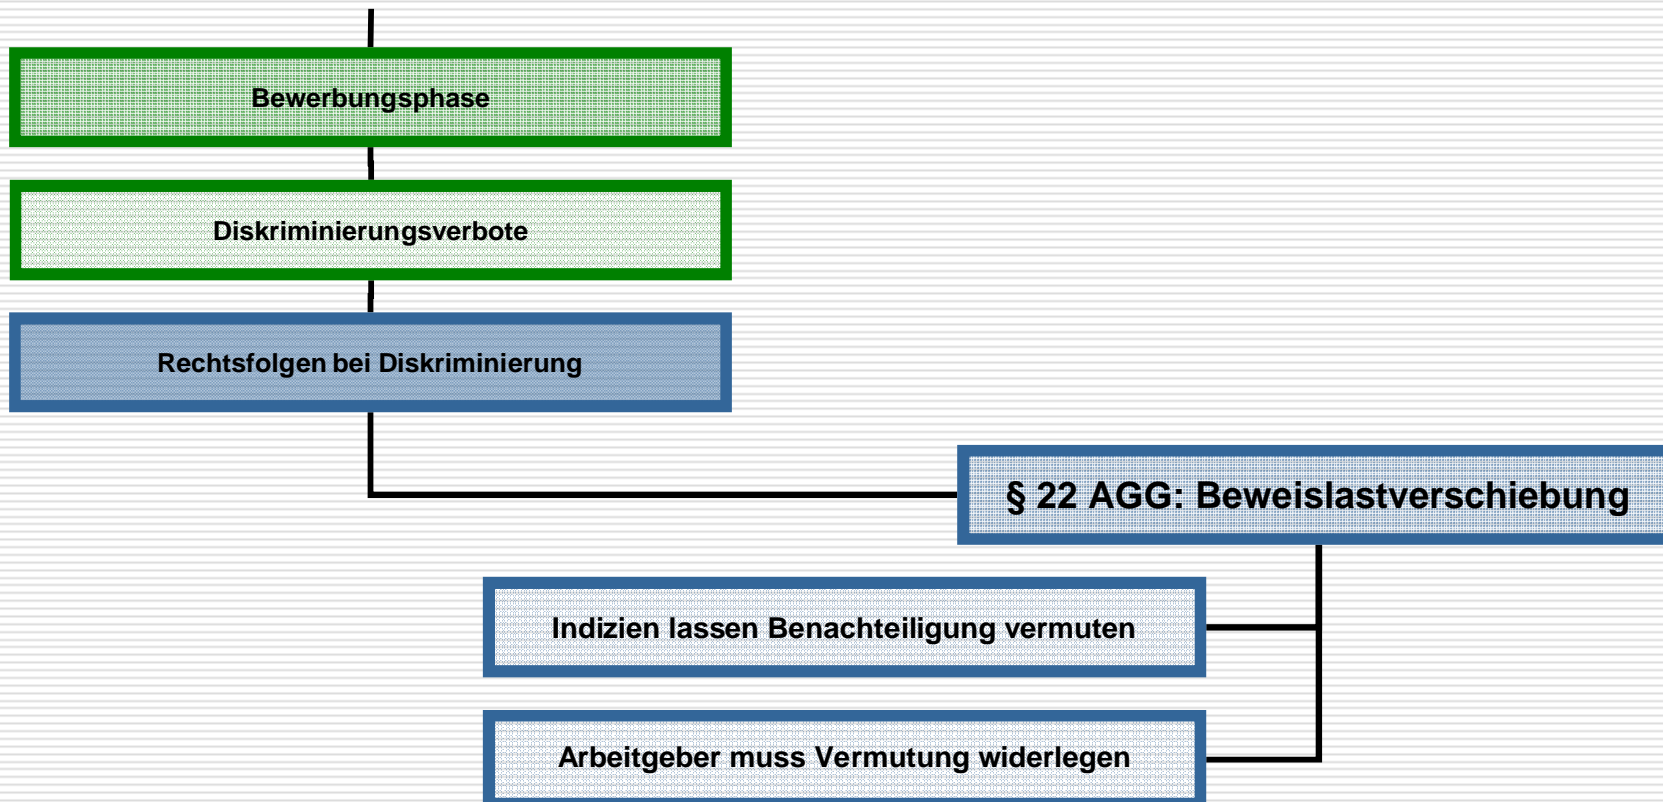 Bewerbungsphase
Diskriminierungsverbote
Rechtsfolgen bei Diskriminierung
§ 22 AGG: Beweislastverschiebung
Indizien lassen Benachteiligung vermuten
Arbeitgeber muss Vermutung widerlegen